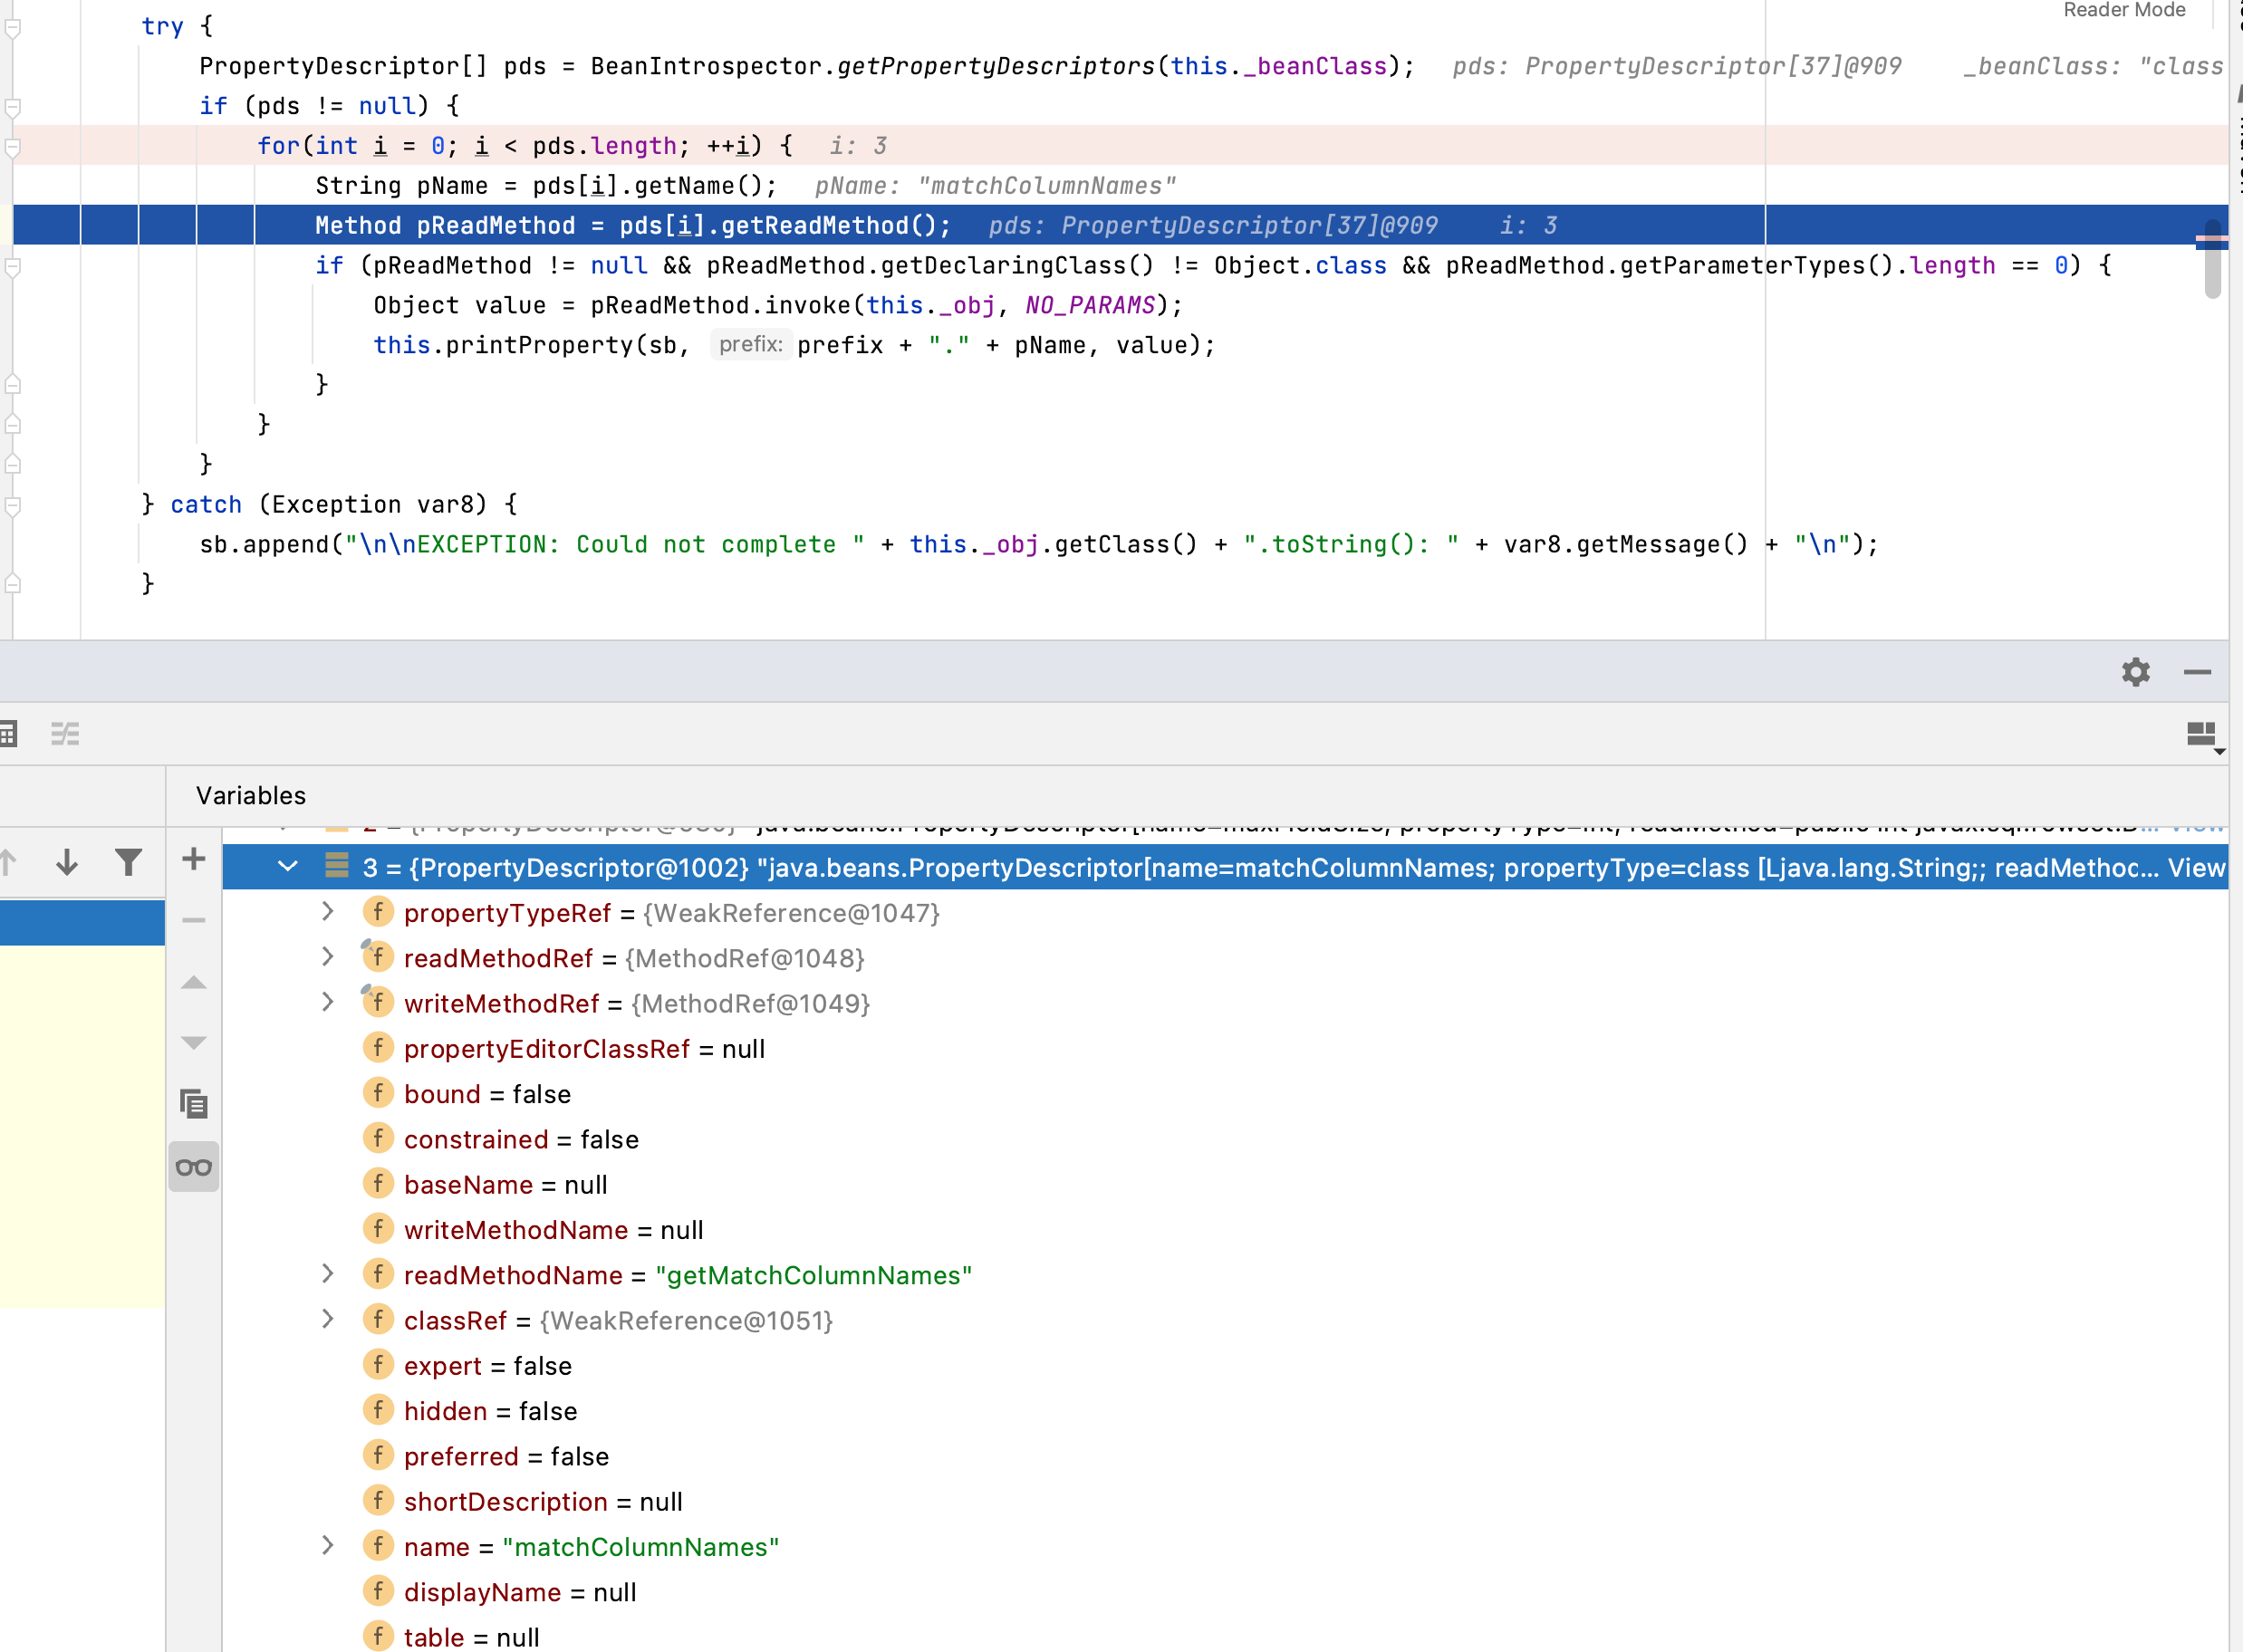 Reader Mode
try {
PropertyDescriptor[] pds = BeanIntrospector.getPropertyDescriptors(this._beanClass); pds: PropertyDescriptor[37]@909 _beanClass: "class
if (pds != null) {
for(int i = 0; i < pds.length; ++i) { i: 3
String pName = pds[i].getName(); pName: "matchColumnNames"
Method pReadMethod = pds[i].getReadMethod(); pds: PropertyDescriptor[37]@909 i: 3
if (pReadMethod != null && pReadMethod.getDeclaringClass() != Object.class && pReadMethod.getParameterTypes().length == 0) {
Object value = pReadMethod.invoke(this._obj, NO_PARAMS);
this.printProperty(sb, prefix: prefix + "." + pName, value);
}
}
}
} catch (Exception var8) {
sb.append("\n\nEXCEPTION: Could not complete " + this._obj.getClass() + ".toString(): " + var8.getMessage() + "\n");
}
Variables
3 = {PropertyDescriptor@1002} "java.beans.PropertyDescriptor[name=matchColumnNames; propertyType=class [Ljava.lang.String;; readMethod... View
propertyTypeRef = {WeakReference@1047}
readMethodRef = {MethodRef@1048}
writeMethodRef = {MethodRef@1049}
propertyEditorClassRef = null
bound = false
constrained = false
baseName = null
writeMethodName = null
readMethodName = "getMatchColumnNames"
classRef = {WeakReference@1051}
expert = false
hidden = false
preferred = false
shortDescription = null
name = "matchColumnNames"
displayName = null
table = null